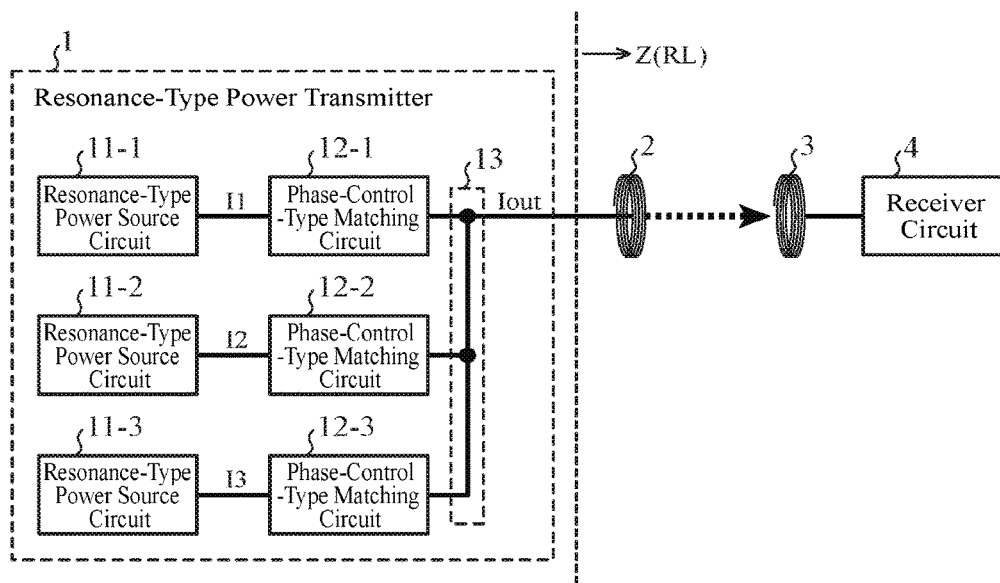 1
Z(RL)
Resonance-Type Power Transmitter
11-1
12-1
13
2
3
4
Resonance-Type
Power Source
Circuit
I1
Phase-Control
-Type Matching
Circuit
Iout
Receiver
Circuit
11-2
12-2
Resonance-Type
Power Source
Circuit
I2
Phase-Control
-Type Matching
Circuit
11-3
12-3
Resonance-Type
Power Source
Circuit
I3
Phase-Control
-Type Matching
Circuit